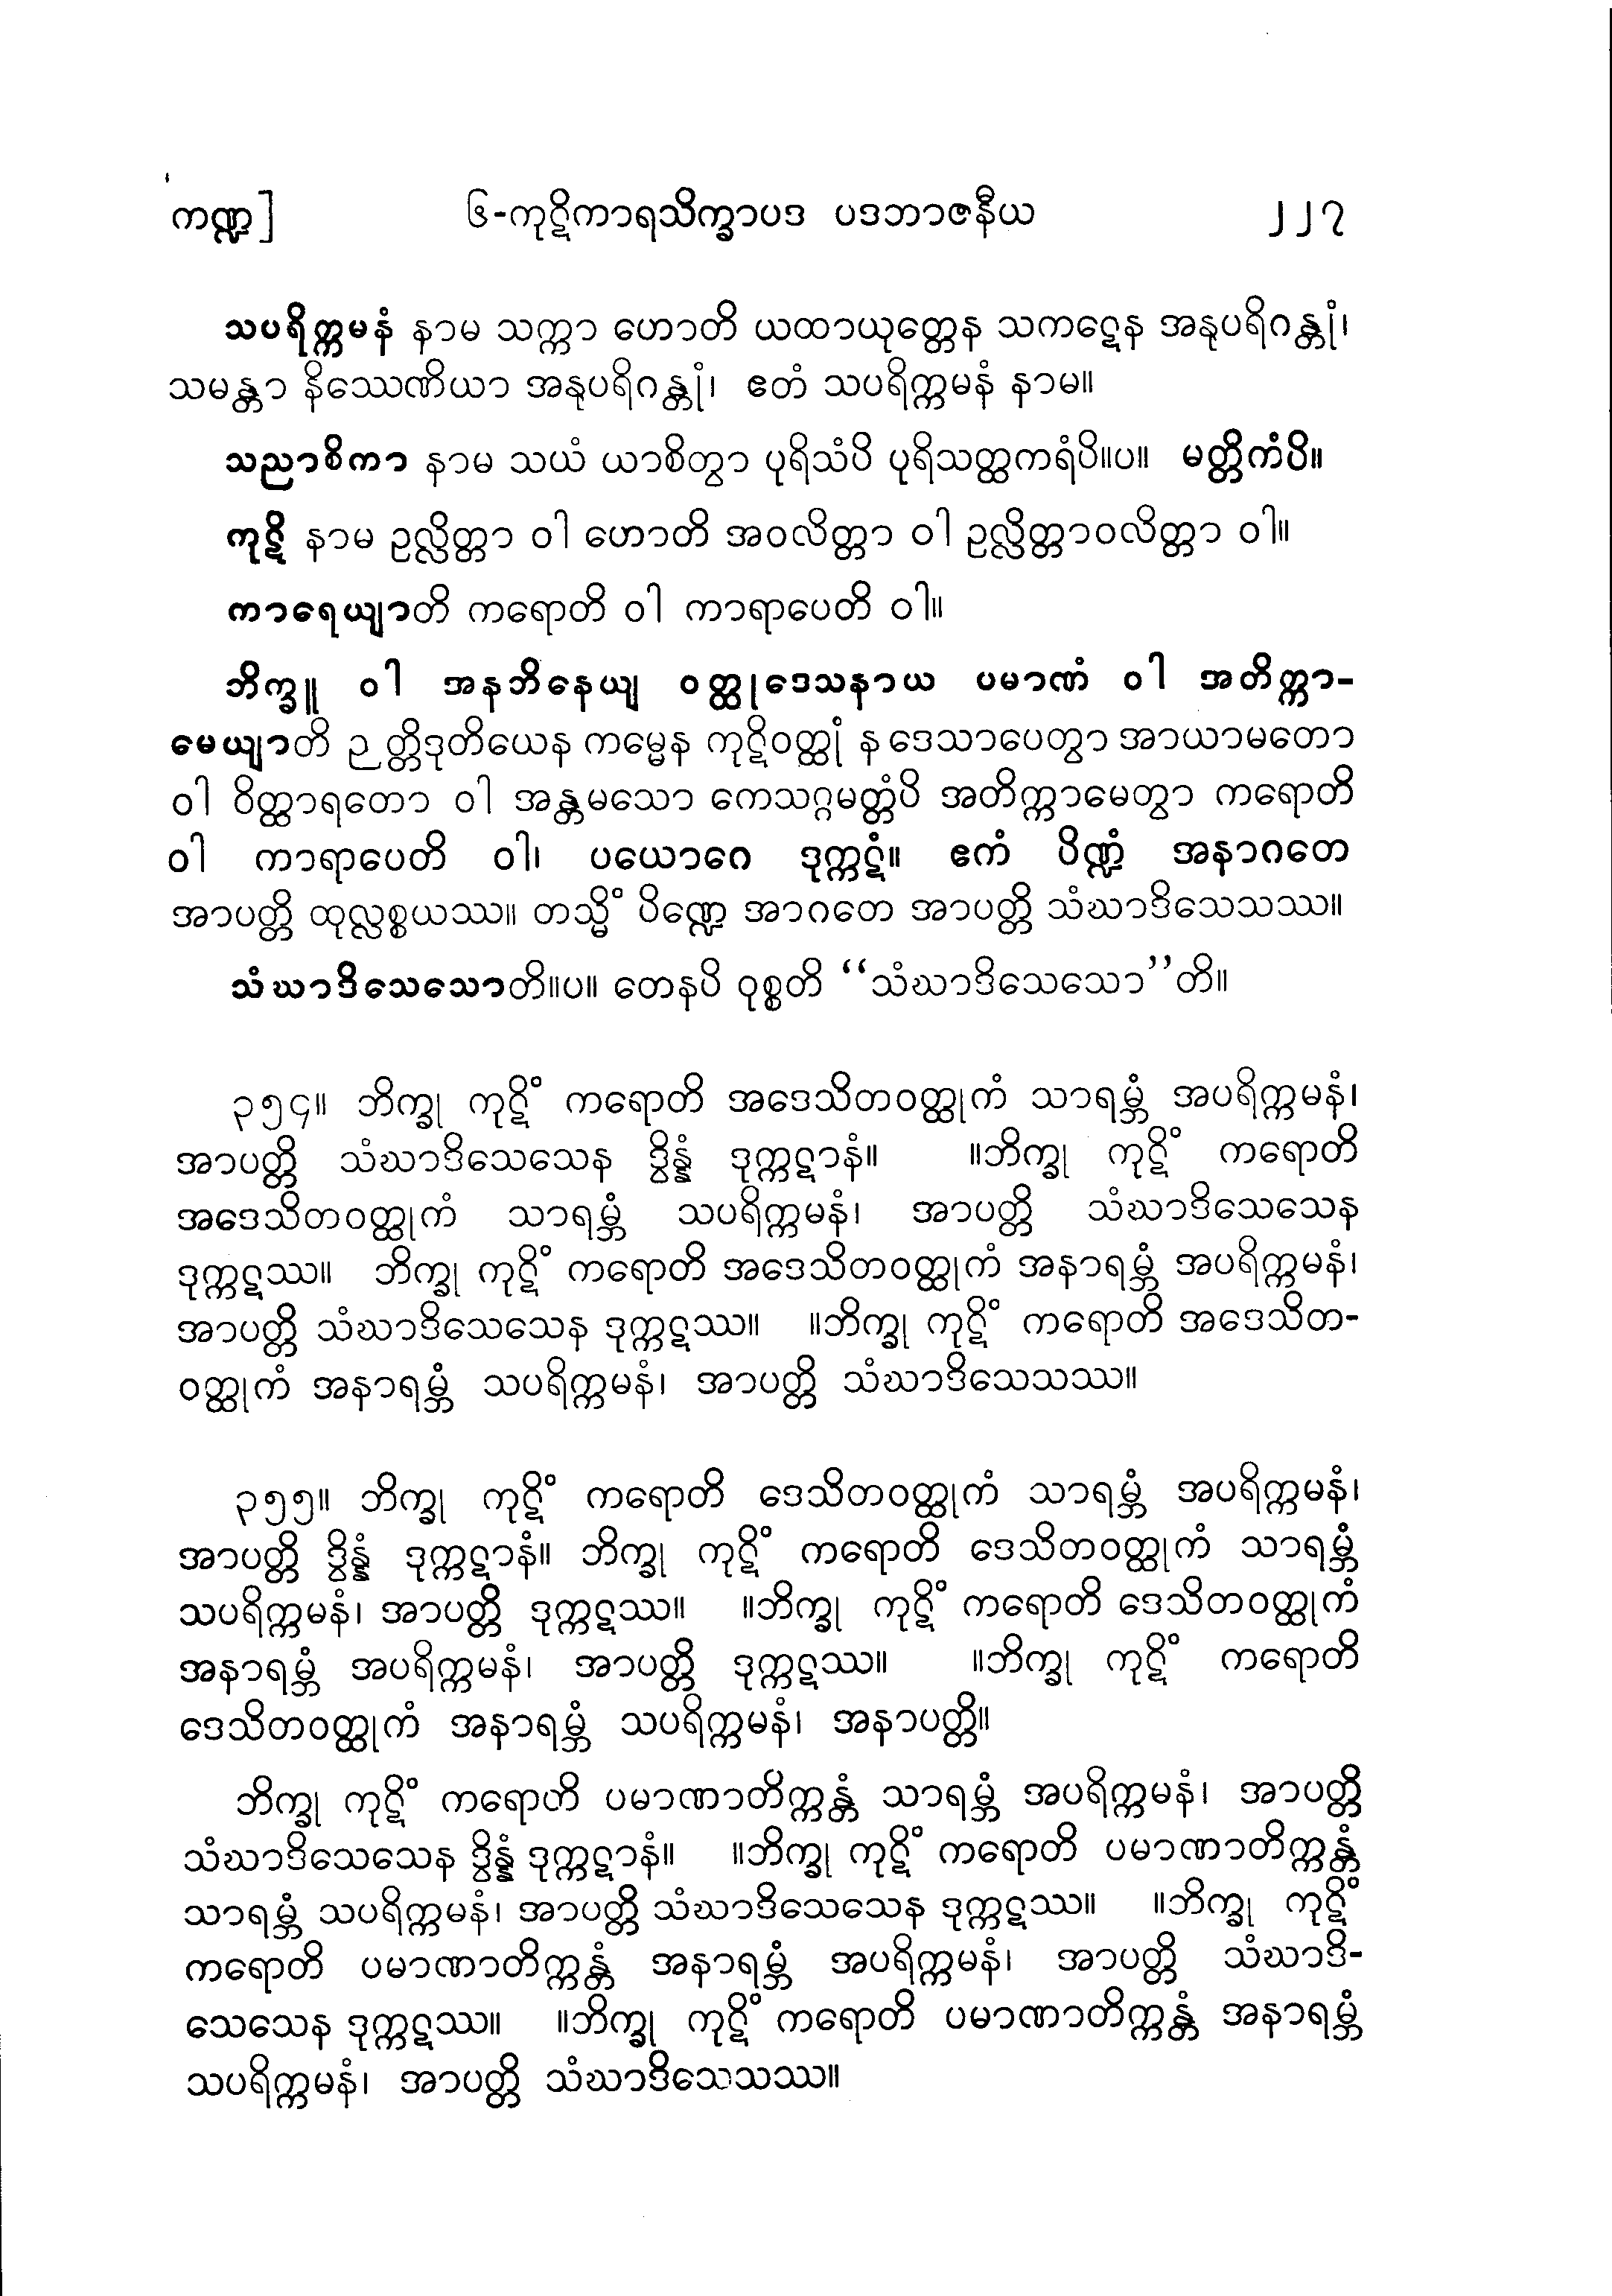 ကဏ္ဍ]   ၆-ကုဋိကာရသိက္ခာပဒ ပဒဘာဇနီယ   ၂၂၇
သပရိက္ကမနံ နာမ သက္ကာ ဟောတိ ယထာယုတ္တေန သကဋေန အနုပရိဂန္တုံ၊
သမန္တာ နိဿေဏိယာ အနုပရိဂန္တုံ၊ ဧတံ သပရိက္ကမနံ နာမ။
သညာစိကာ နာမ သယံ ယာစိတွာ ပုရိသံပိ ပုရိသတ္ထကရံပိ။ပ။ မတ္တိကံပိ။
ကုဋိ နာမ ဥလ္လိတ္တာ ဝါ ဟောတိ အဝလိတ္တာ ဝါ ဥလ္လိတ္တာဝလိတ္တာ ဝါ။
ကာရေယျာတိ ကရောတိ ဝါ ကာရာပေတိ ဝါ။
ဘိက္ခူ ဝါ အနဘိနေယျ ဝတ္ထုဒေသနာယ ပမာဏံ ဝါ အတိက္ကာ-
မေယျာတိ ဉတ္တိဒုတိယေန ကမ္မေန ကုဋိဝတ္ထုံ န ဒေသာပေတွာ အာယာမတော
ဝါ ဝိတ္ထာရတော ဝါ အန္တမသော ကေသဂ္ဂမတ္တံပိ အတိက္ကာမေတွာ ကရောတိ
ဝါ ကာရာပေတိ ဝါ၊ ပယောဂေ ဒုက္ကဋံ။ ဧကံ ပိဏ္ဍံ အနာဂတေ
အာပတ္တိ ထုလ္လစ္စယဿ။ တသ္မိံ ပိဏ္ဍေ အာဂတေ အာပတ္တိ သံဃာဒိသေသဿ။
သံဃာဒိသေသောတိ။ပ။ တေနပိ ဝုစ္စတိ “သံဃာဒိသေသော”တိ။
၃၅၄။ ဘိက္ခု ကုဋိံ ကရောတိ အဒေသိတဝတ္ထုကံ သာရမ္ဘံ အပရိက္ကမနံ၊
အာပတ္တိ သံဃာဒိသေသေန ဒွိန္နံ ဒုက္ကဋာနံ။ ။ဘိက္ခု ကုဋိံ ကရောတိ
အဒေသိတဝတ္ထုကံ သာရမ္ဘံ သပရိက္ကမနံ၊ အာပတ္တိ သံဃာဒိသေသေန
ဒုက္ကဋဿ။ ဘိက္ခု ကုဋိံ ကရောတိ အဒေသိတဝတ္ထုကံ အနာရမ္ဘံ အပရိက္ကမနံ၊
အာပတ္တိ သံဃာဒိသေသေန ဒုက္ကဋဿ။ ။ဘိက္ခု ကုဋိံ ကရောတိ အဒေသိတ-
ဝတ္ထုကံ အနာရမ္ဘံ သပရိက္ကမနံ၊ အာပတ္တိ သံဃာဒိသေသဿ။
၃၅၅။ ဘိက္ခု ကုဋိံ ကရောတိ ဒေသိတဝတ္ထုကံ သာရမ္ဘံ အပရိက္ကမနံ၊
အာပတ္တိ ဒွိန္နံ ဒုက္ကဋာနံ။ ဘိက္ခု ကုဋိံ ကရောတိ ဒေသိတဝတ္ထုကံ သာရမ္ဘံ
သပရိက္ကမနံ၊ အာပတ္တိ ဒုက္ကဋဿ။ ။ဘိက္ခု ကုဋိံ ကရောတိ ဒေသိတဝတ္ထုကံ
အနာရမ္ဘံ အပရိက္ကမနံ၊ အာပတ္တိ ဒုက္ကဋဿ။ ။ဘိက္ခု ကုဋိံ ကရောတိ
ဒေသိတဝတ္ထုကံ အနာရမ္ဘံ သပရိက္ကမနံ၊ အနာပတ္တိ။
ဘိက္ခု ကုဋိံ ကရောတိ ပမာဏာတိက္ကန္တံ သာရမ္ဘံ အပရိက္ကမနံ၊ အာပတ္တိ
သံဃာဒိသေသေန ဒွိန္နံ ဒုက္ကဋာနံ။ ။ဘိက္ခု ကုဋိံ ကရောတိ ပမာဏာတိက္ကန္တံ
သာရမ္ဘံ သပရိက္ကမနံ၊ အာပတ္တိ သံဃာဒိသေသေန ဒုက္ကဋဿ။ ။ဘိက္ခု ကုဋိံ
ကရောတိ ပမာဏာတိက္ကန္တံ အနာရမ္ဘံ အပရိက္ကမနံ၊ အာပတ္တိ သံဃာဒိ-
သေသေန ဒုက္ကဋဿ။ ။ဘိက္ခု ကုဋိံ ကရောတိ ပမာဏာတိက္ကန္တံ အနာရမ္ဘံ
သပရိက္ကမနံ၊ အာပတ္တိ သံဃာဒိသေသဿ။